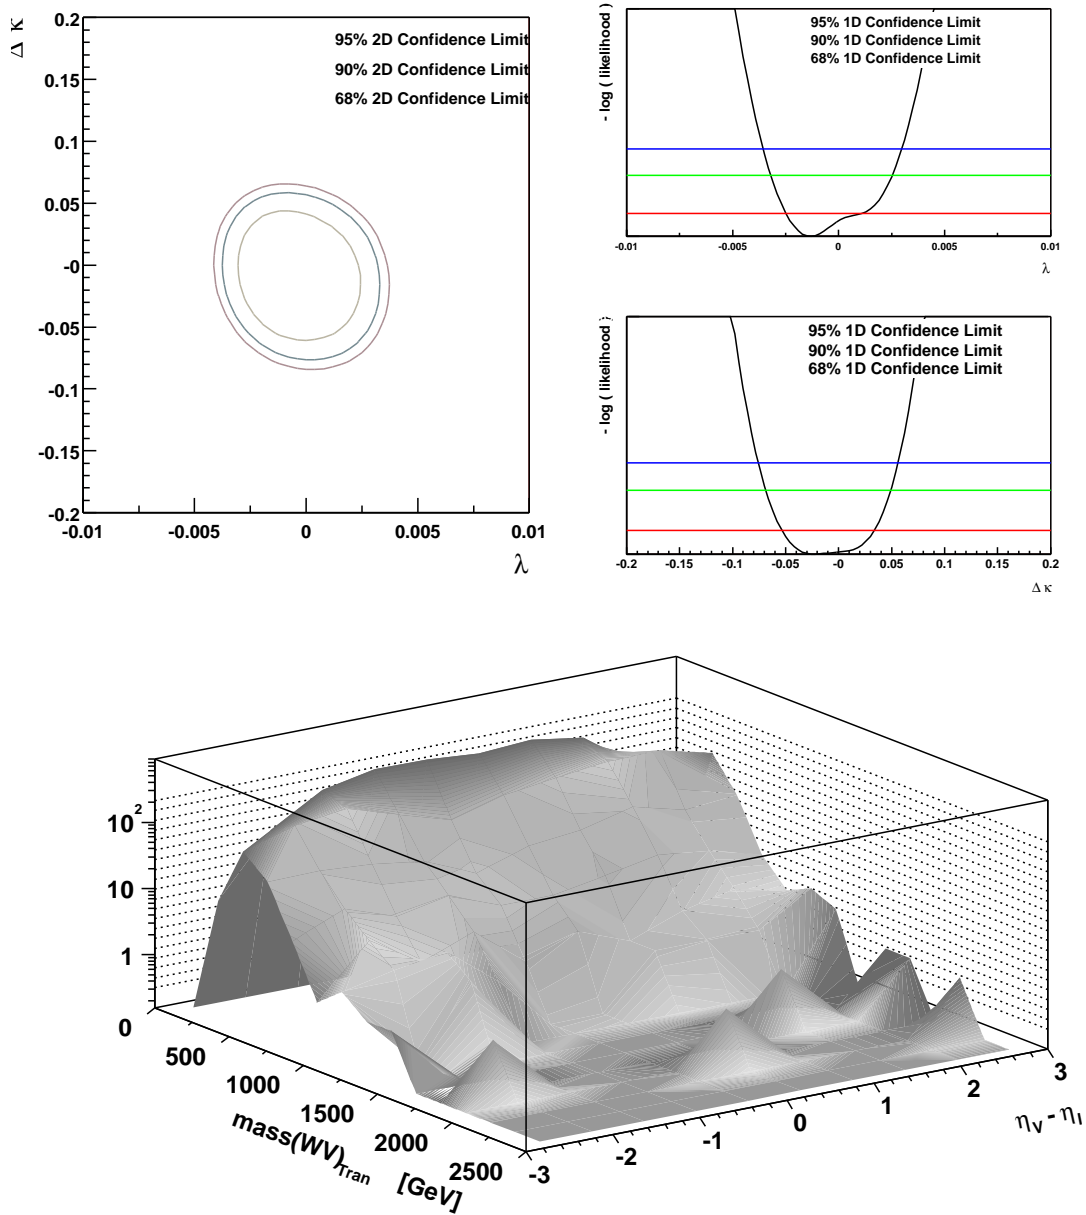 Δ κ
0.2
0.15
0.1
0.05
-0
-0.05
-0.1
-0.15
-0.2
95% 2D Confidence Limit
90% 2D Confidence Limit
68% 2D Confidence Limit
-0.01 -0.005 0 0.005 0.01
λ
- log ( likelihood )
95% 1D Confidence Limit
90% 1D Confidence Limit
68% 1D Confidence Limit
-0.01 -0.005 0 0.005 0.01
λ
- log ( likelihood )
95% 1D Confidence Limit
90% 1D Confidence Limit
68% 1D Confidence Limit
-0.2 -0.15 -0.1 -0.05 -0 0.05 0.1 0.15 0.2
Δ κ
10²
10
1
0 500 1000 1500 2000 2500
mass(WV)Tran [GeV]
-3 -2 -1 0 1 2 3
ηV - ηl